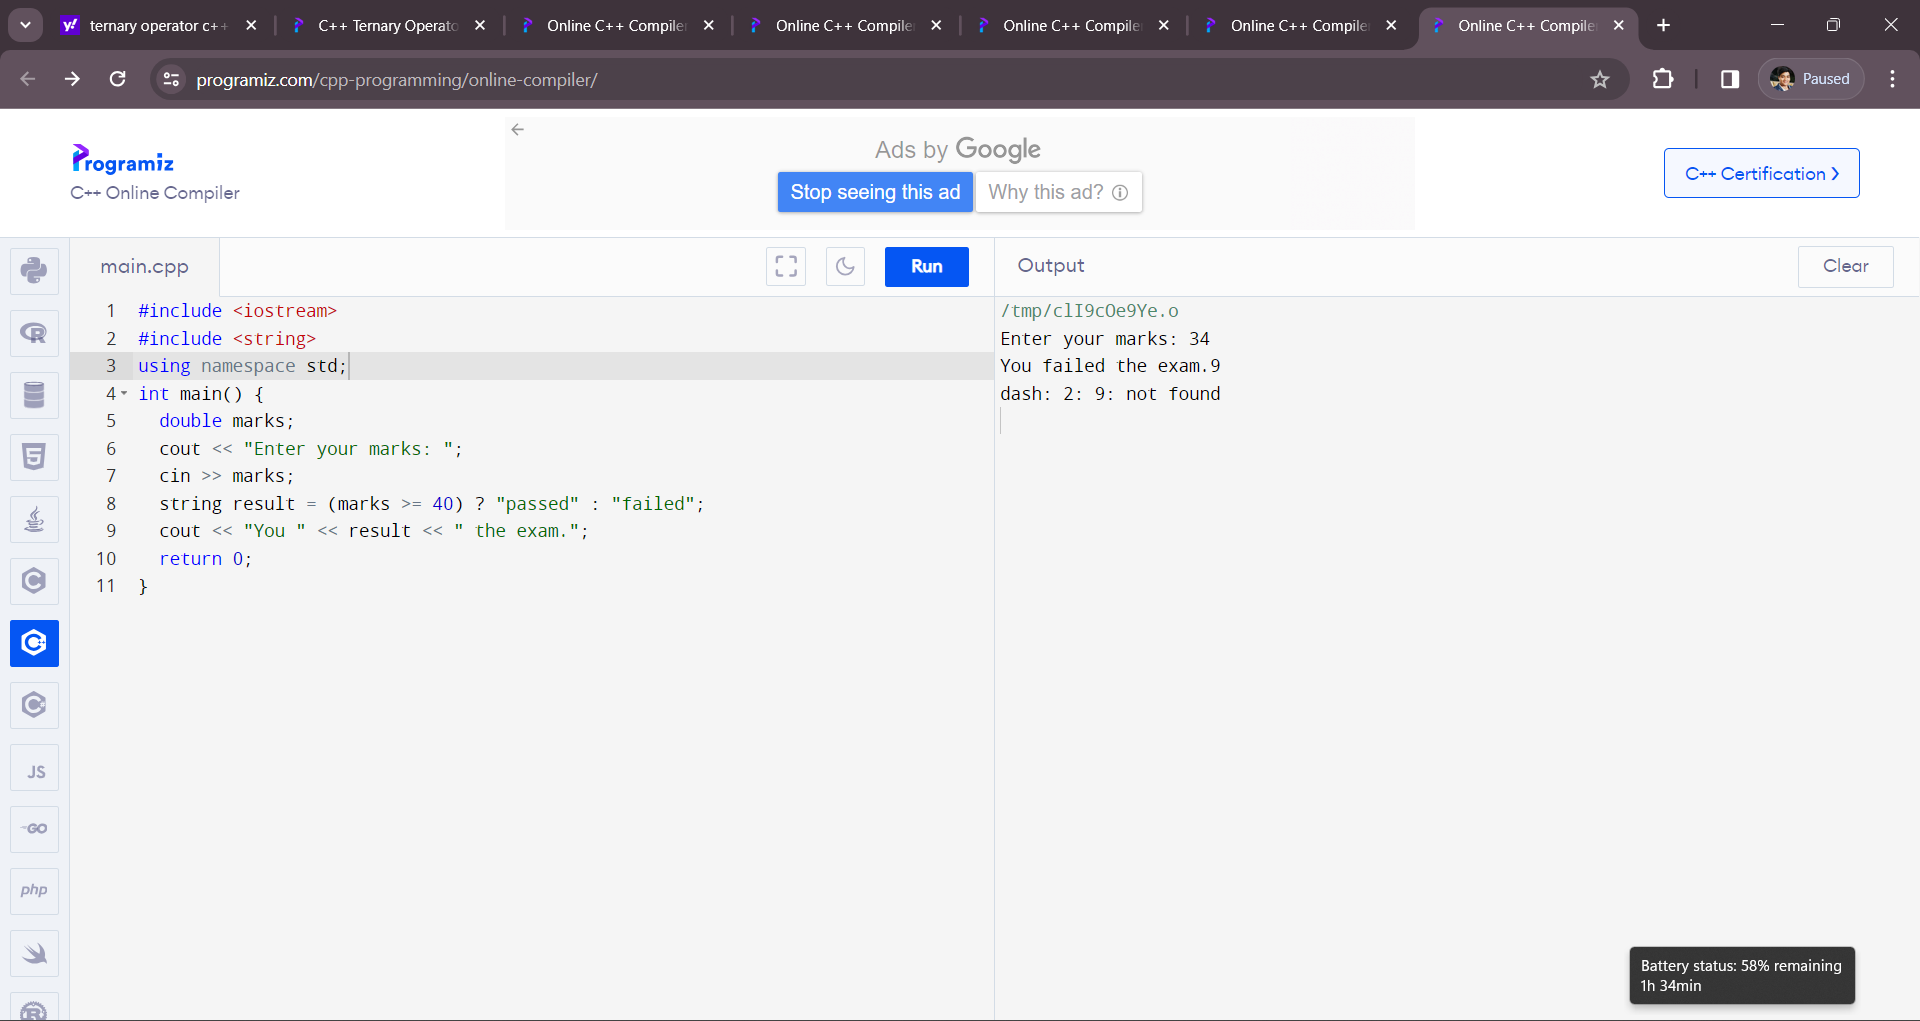 ternary operator c++
C++ Ternary Operato
Online C++ Compile
Online C++ Compile
Online C++ Compile
Online C++ Compile
Online C++ Compile
programiz.com/cpp-programming/online-compiler/
Paused
Programiz
C++ Online Compiler
Ads by Google
Stop seeing this ad
Why this ad?
C++ Certification
main.cpp
Run
1 #include <iostream>
2 #include <string>
3 using namespace std;
4 int main() {
5 double marks;
6 cout << "Enter your marks: ";
7 cin >> marks;
8 string result = (marks >= 40) ? "passed" : "failed";
9 cout << "You " << result << " the exam.";
10 return 0;
11 }
Output
Clear
/tmp/clI9cOe9Ye.o
Enter your marks: 34
You failed the exam.9
dash: 2: 9: not found
JS
GO
php
Battery status: 58% remaining
1h 34min